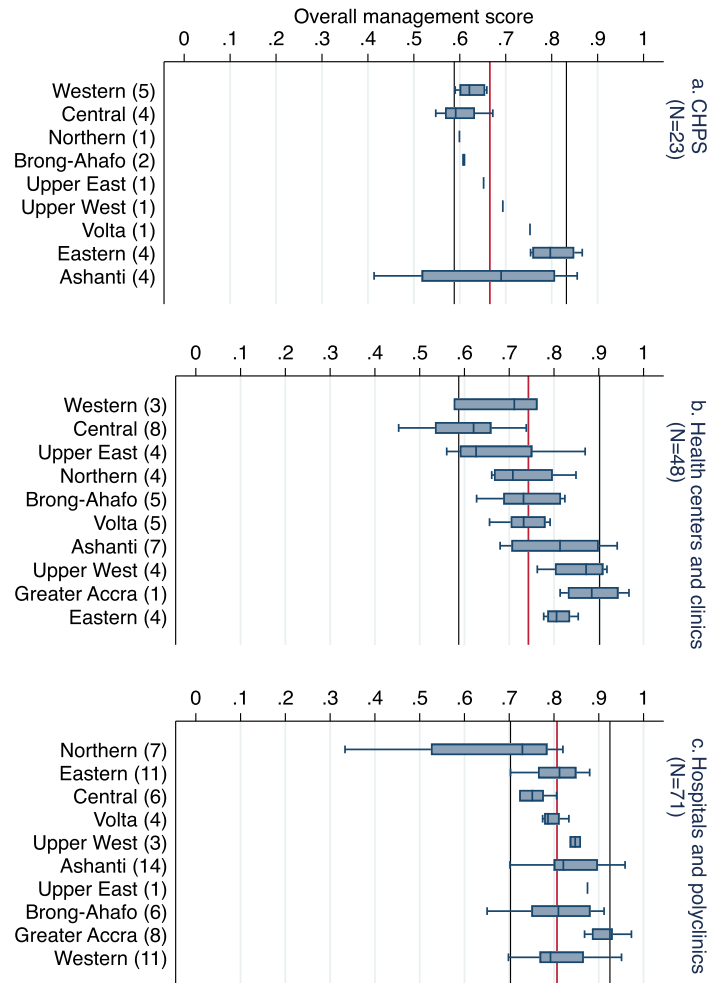 Overall management score
0 .1 .2 .3 .4 .5 .6 .7 .8 .9 1
a. CHPS
(N=23)
Western (5)
Central (4)
Northern (1)
Brong-Ahafo (2)
Upper East (1)
Upper West (1)
Volta (1)
Eastern (4)
Ashanti (4)
0 .1 .2 .3 .4 .5 .6 .7 .8 .9 1
b. Health centers and clinics
(N=48)
Western (3)
Central (8)
Upper East (4)
Northern (4)
Brong-Ahafo (5)
Volta (5)
Ashanti (7)
Upper West (4)
Greater Accra (1)
Eastern (4)
0 .1 .2 .3 .4 .5 .6 .7 .8 .9 1
c. Hospitals and polyclinics
(N=71)
Northern (7)
Eastern (11)
Central (6)
Volta (4)
Upper West (3)
Ashanti (14)
Upper East (1)
Brong-Ahafo (6)
Greater Accra (8)
Western (11)